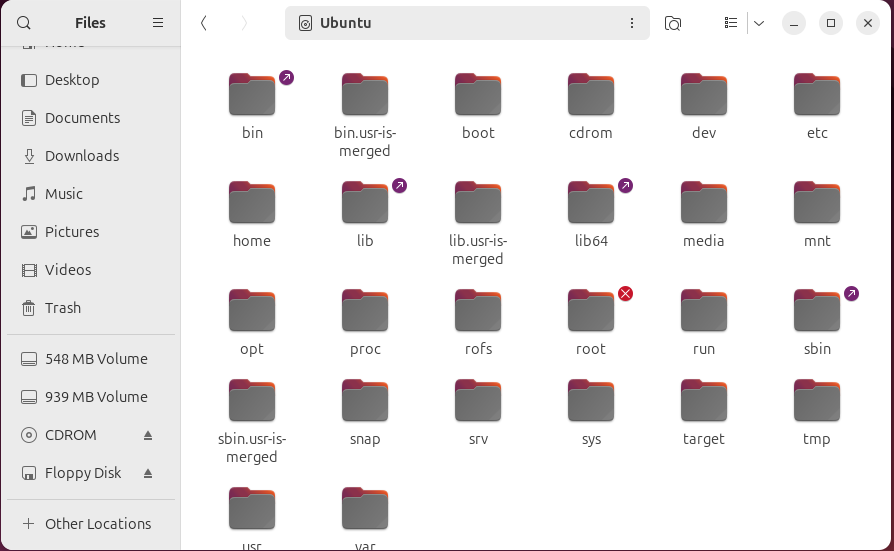 Files
Ubuntu
Home
Desktop
Documents
Downloads
Music
Pictures
Videos
Trash
548 MB Volume
939 MB Volume
CDROM
Floppy Disk
Other Locations
bin
bin.usr-is-
merged
boot
cdrom
dev
etc
home
lib
lib.usr-is-
merged
lib64
media
mnt
opt
proc
rofs
root
run
sbin
sbin.usr-is-
merged
snap
srv
sys
target
tmp
usr
var